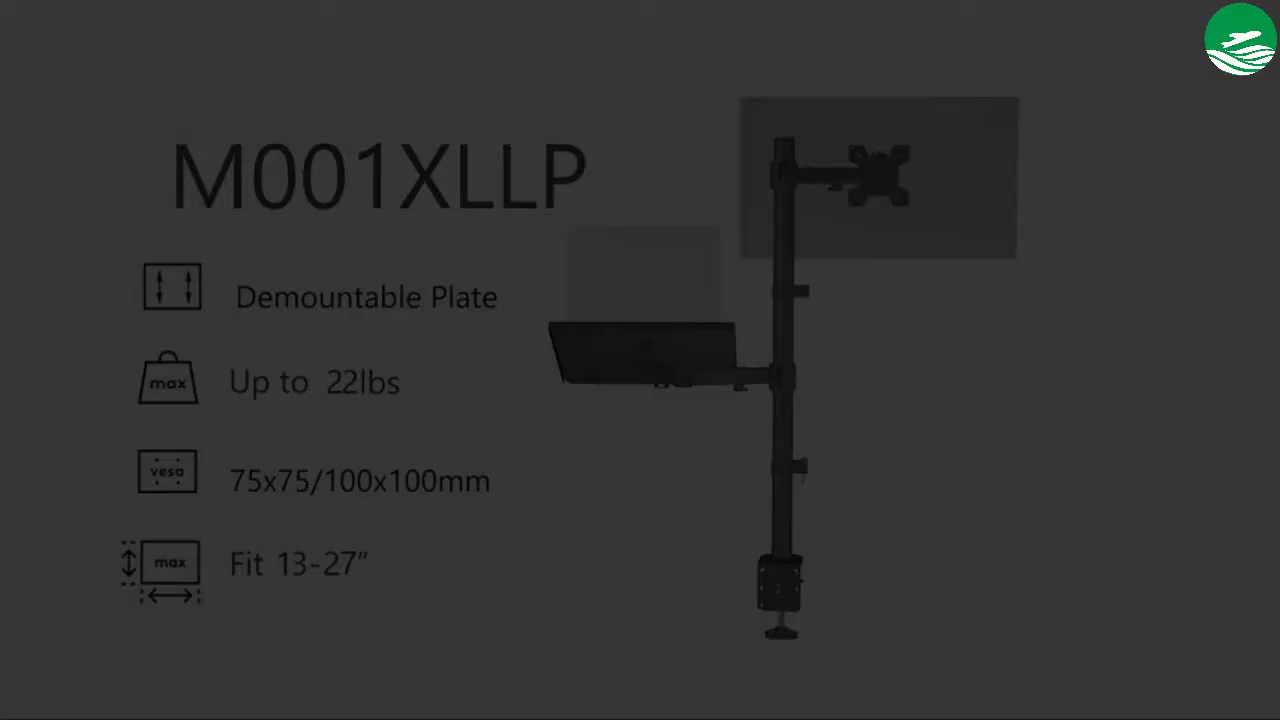 M001XLLP
Demountable Plate
max
Up to 22lbs
vesa
75x75/100x100mm
max
Fit 13-27”